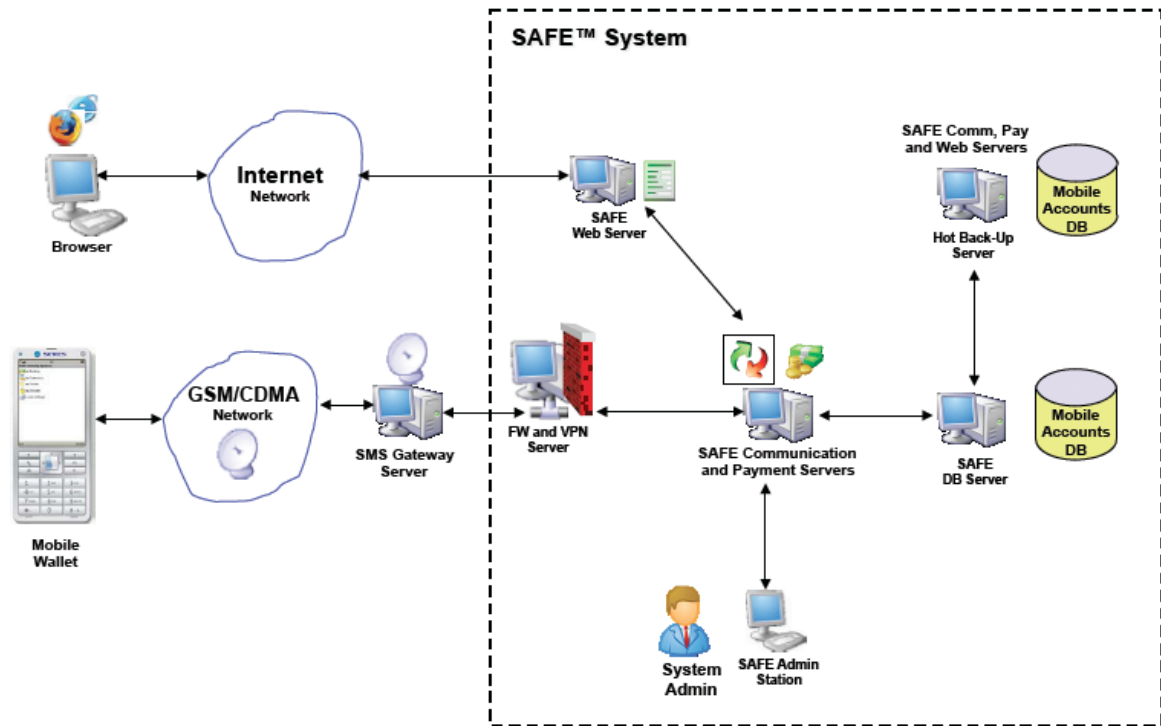 SAFE™ System
SAFE Comm, Pay
and Web Servers
Mobile
Accounts
DB
Hot Back-Up
Server
Internet
Network
Browser
SAFE
Web Server
GSM/CDMA
Network
SMS Gateway
Server
FW and VPN
Server
SAFE Communication
and Payment Servers
SAFE
DB Server
Mobile
Accounts
DB
Mobile
Wallet
System
Admin
SAFE Admin
Station